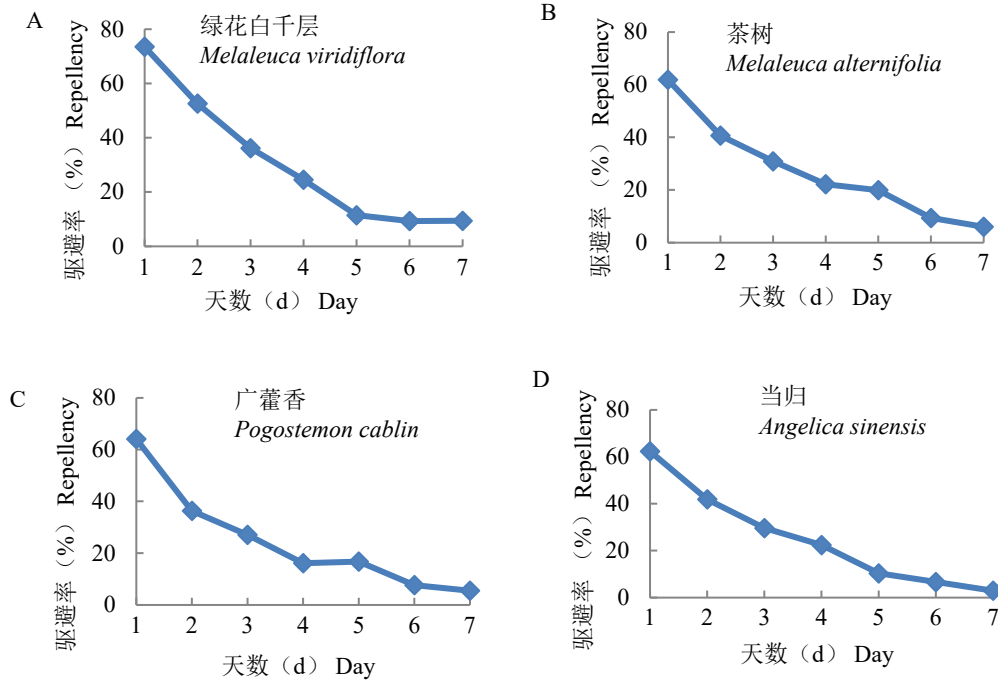 A
绿花白千层
Melaleuca viridiflora
驱避率 （%） Repellency
80
60
40
20
0
1 2 3 4 5 6 7
天数（d） Day
B
茶树
Melaleuca alternifolia
驱避率 （%） Repellency
80
60
40
20
0
1 2 3 4 5 6 7
天数（d） Day
C
广藿香
Pogostemon cablin
驱避率 （%） Repellency
80
60
40
20
0
1 2 3 4 5 6 7
天数（d） Day
D
当归
Angelica sinensis
驱避率 （%） Repellency
80
60
40
20
0
1 2 3 4 5 6 7
天数（d） Day